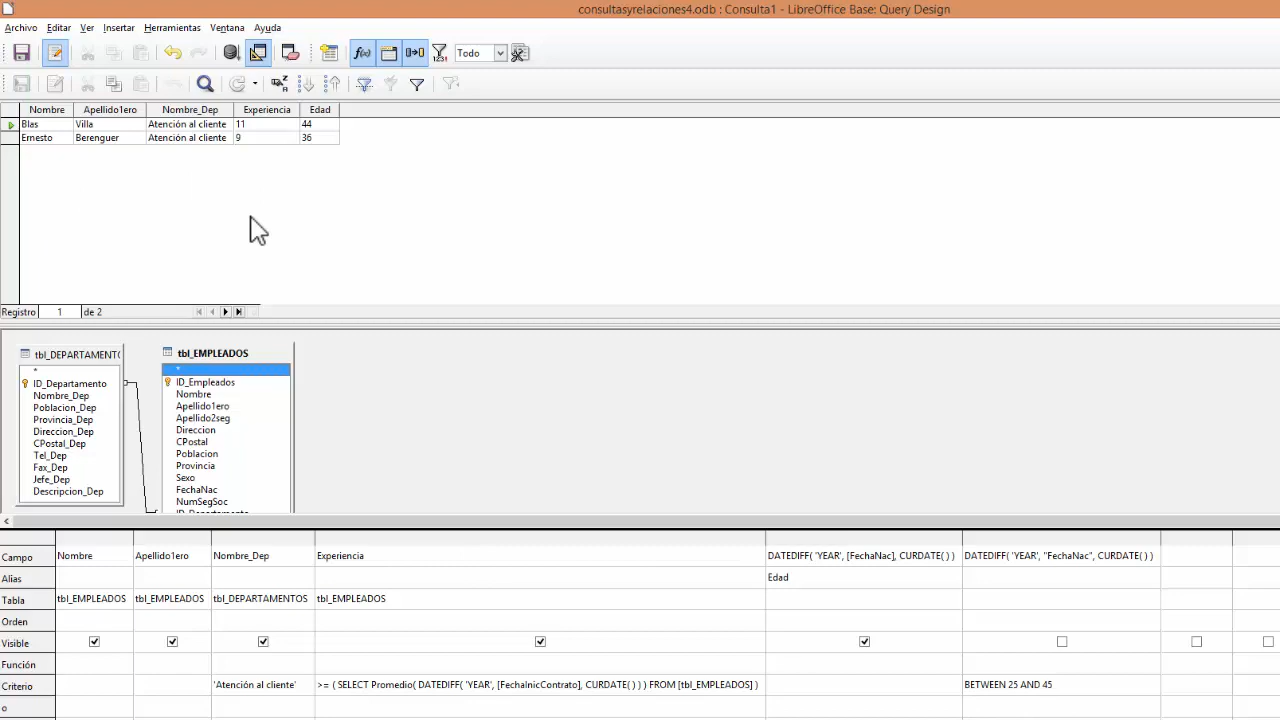 consultasyrelaciones4.odb : Consulta1 - LibreOffice Base: Query Design
Archivo Editar Ver Insertar Herramientas Ventana Ayuda
Todo
Nombre Apellido1ero Nombre_Dep Experiencia Edad
Blas Villa Atención al cliente 11 44
Ernesto Berenguer Atención al cliente 9 36
Registro 1 de 2
tbl_DEPARTAMENTO
*
ID_Departamento
Nombre_Dep
Poblacion_Dep
Provincia_Dep
Direccion_Dep
CPostal_Dep
Tel_Dep
Fax_Dep
Jefe_Dep
Descripcion_Dep
tbl_EMPLEADOS
*
ID_Empleados
Nombre
Apellido1ero
Apellido2seg
Direccion
CPostal
Poblacion
Provincia
Sexo
FechaNac
NumSegSoc
ID_Departamento
Campo Nombre Apellido1ero Nombre_Dep Experiencia DATEDIFF( 'YEAR', [FechaNac], CURDATE( ) ) DATEDIFF( 'YEAR', "FechaNac", CURDATE( ) )
Alias Edad
Tabla tbl_EMPLEADOS tbl_EMPLEADOS tbl_DEPARTAMENTOS tbl_EMPLEADOS
Orden
Visible
Función
Criterio 'Atención al cliente' >= ( SELECT Promedio( DATEDIFF( 'YEAR', [FechaInicContrato], CURDATE( ) ) ) FROM [tbl_EMPLEADOS] ) BETWEEN 25 AND 45
o